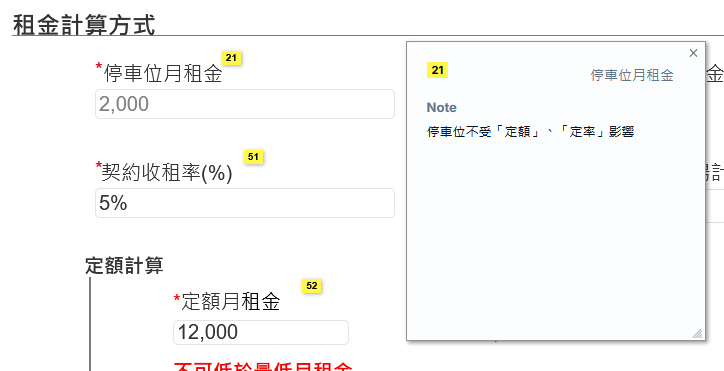 租金計算方式
*停車位月租金 21
2,000
*契約收租率(%) 51
5%
定額計算
*定額月租金 52
12,000
不可低於最低月租金
21 停車位月租金
Note
停車位不受「定額」、「定率」影響
金
計